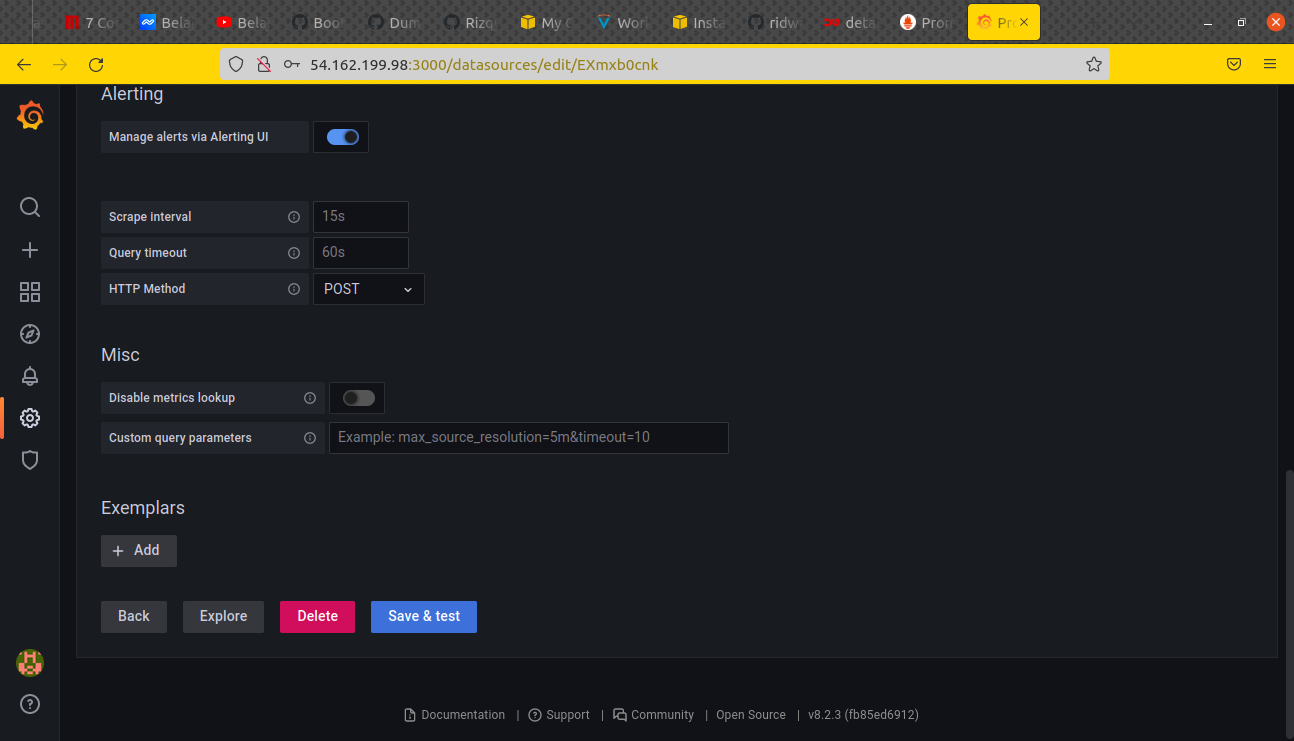 7 Co
Bela
Bela
Boo
Dum
Rizq
My C
Wor
Insta
ridw
deta
Pron
Pr
54.162.199.98:3000/datasources/edit/EXmxb0cnk
Alerting
Manage alerts via Alerting UI
Scrape interval
15s
Query timeout
60s
HTTP Method
POST
Misc
Disable metrics lookup
Custom query parameters
Example: max_source_resolution=5m&timeout=10
Exemplars
+ Add
Back
Explore
Delete
Save & test
Documentation | Support | Community | Open Source | v8.2.3 (fb85ed6912)